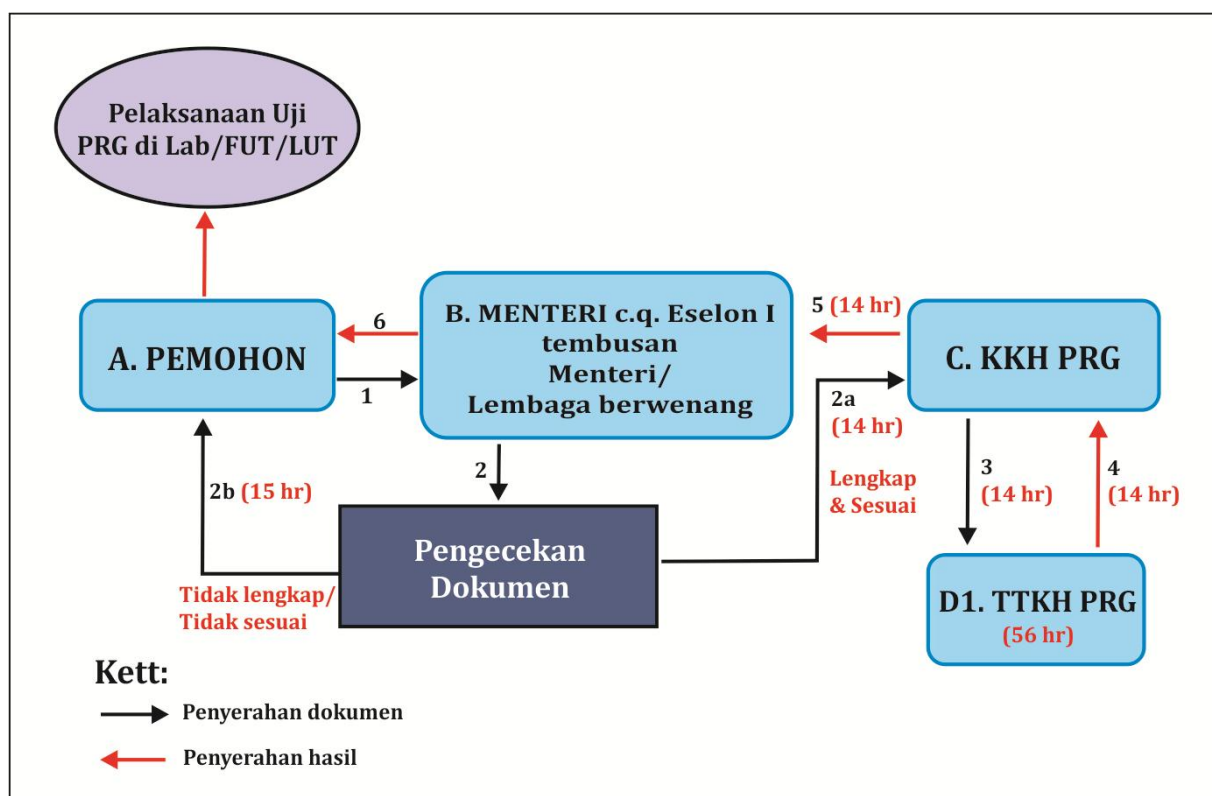 Pelaksanaan Uji
PRG di Lab/FUT/LUT
A. PEMOHON
6
1
B. MENTERI c.q. Eselon I
tembusan
Menteri/
Lembaga berwenang
5 (14 hr)
C. KKH PRG
2a
(14 hr)
Lengkap
& Sesuai
2
2b (15 hr)
Pengecekan
Dokumen
Tidak lengkap/
Tidak sesuai
3
(14 hr)
4
(14 hr)
D1. TTKH PRG
(56 hr)
Kett:
Penyerahan dokumen
Penyerahan hasil